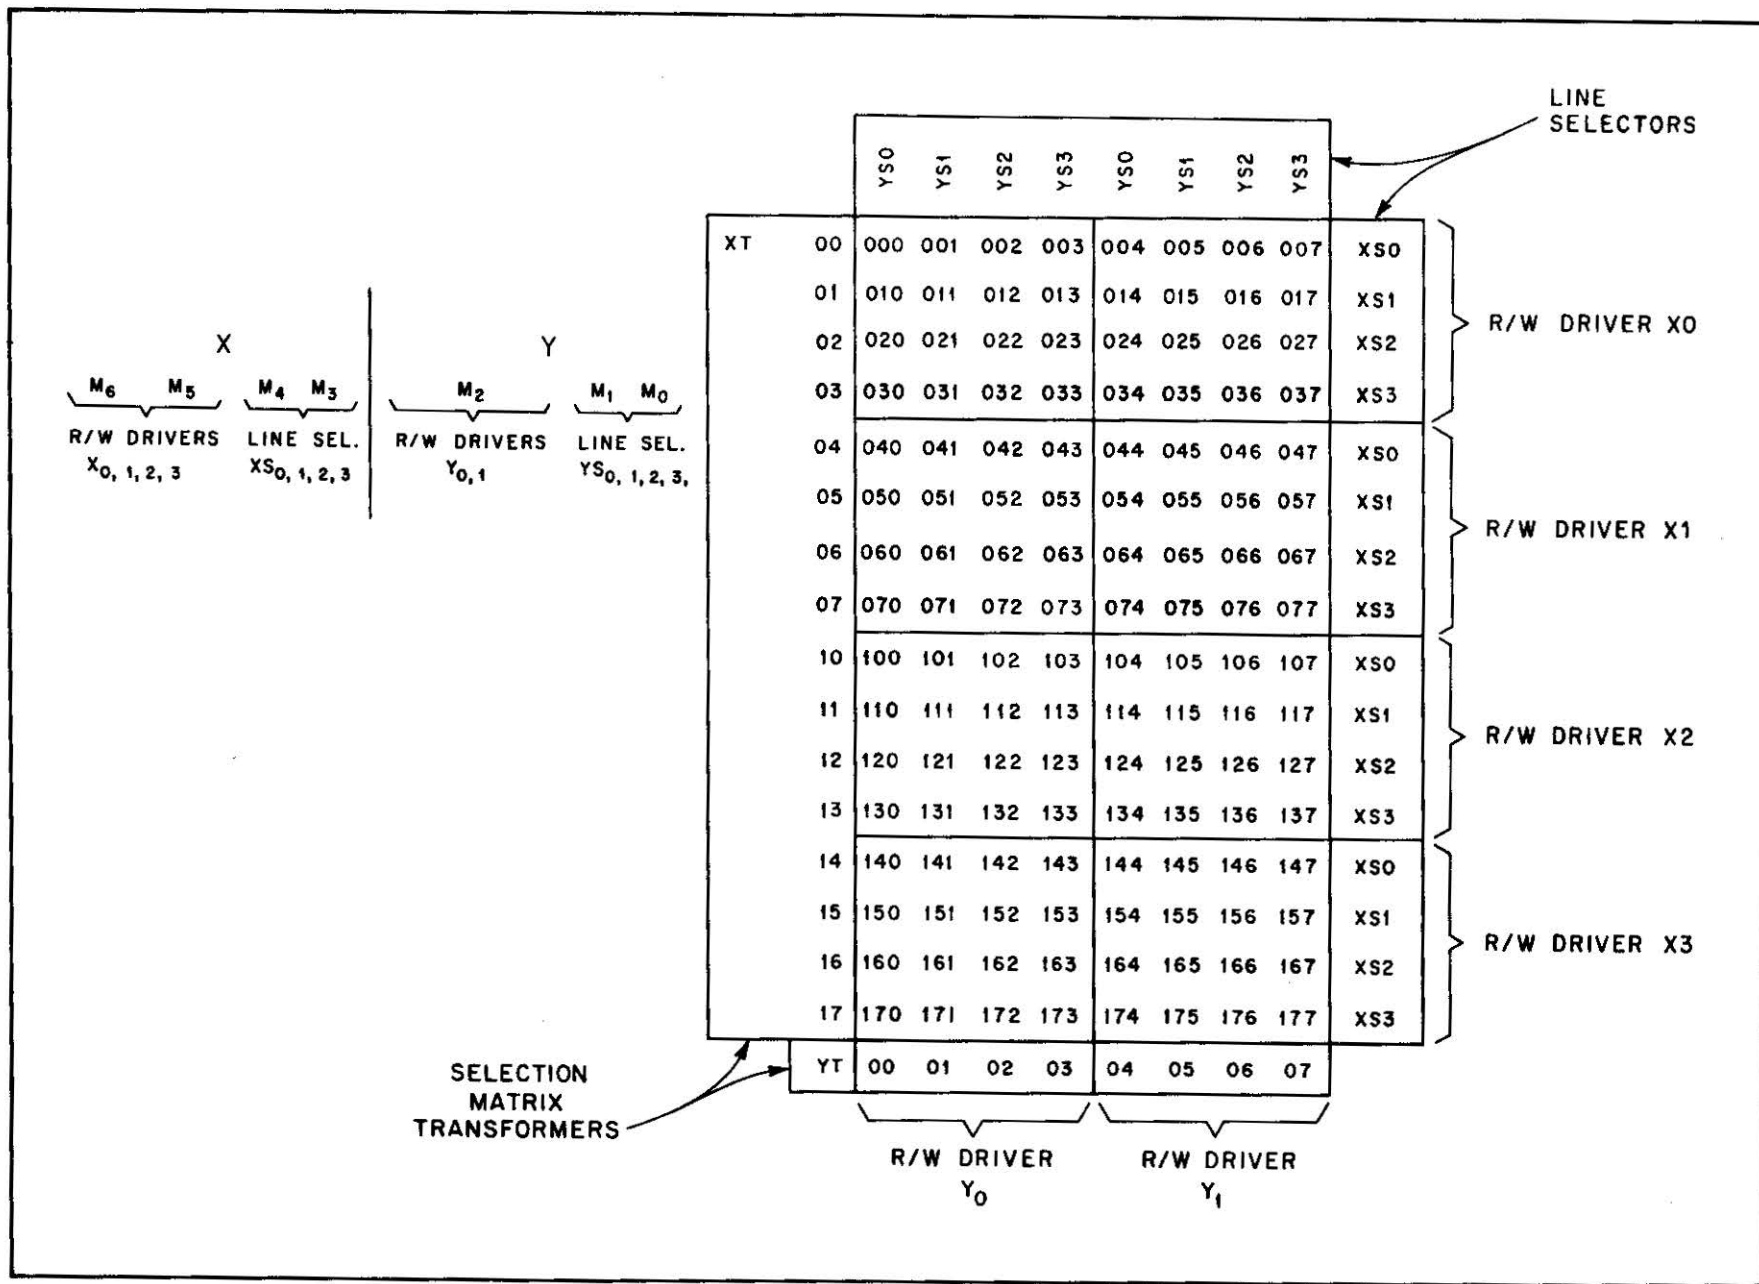 LINE
SELECTORS
YS0 YS1 YS2 YS3 YS0 YS1 YS2 YS3
XT 00 000 001 002 003 004 005 006 007 XS0
01 010 011 012 013 014 015 016 017 XS1
R/W DRIVER X0
02 020 021 022 023 024 025 026 027 XS2
03 030 031 032 033 034 035 036 037 XS3
X Y
M6 M5 M4 M3 M2 M1 M0
R/W DRIVERS LINE SEL. R/W DRIVERS LINE SEL.
X0, 1, 2, 3 XS0, 1, 2, 3 Y0, 1 YS0, 1, 2, 3,
04 040 041 042 043 044 045 046 047 XS0
05 050 051 052 053 054 055 056 057 XS1
R/W DRIVER X1
06 060 061 062 063 064 065 066 067 XS2
07 070 071 072 073 074 075 076 077 XS3
10 100 101 102 103 104 105 106 107 XS0
11 110 111 112 113 114 115 116 117 XS1
R/W DRIVER X2
12 120 121 122 123 124 125 126 127 XS2
13 130 131 132 133 134 135 136 137 XS3
14 140 141 142 143 144 145 146 147 XS0
15 150 151 152 153 154 155 156 157 XS1
R/W DRIVER X3
16 160 161 162 163 164 165 166 167 XS2
17 170 171 172 173 174 175 176 177 XS3
YT 00 01 02 03 04 05 06 07
SELECTION
MATRIX
TRANSFORMERS
R/W DRIVER R/W DRIVER
Y0 Y1